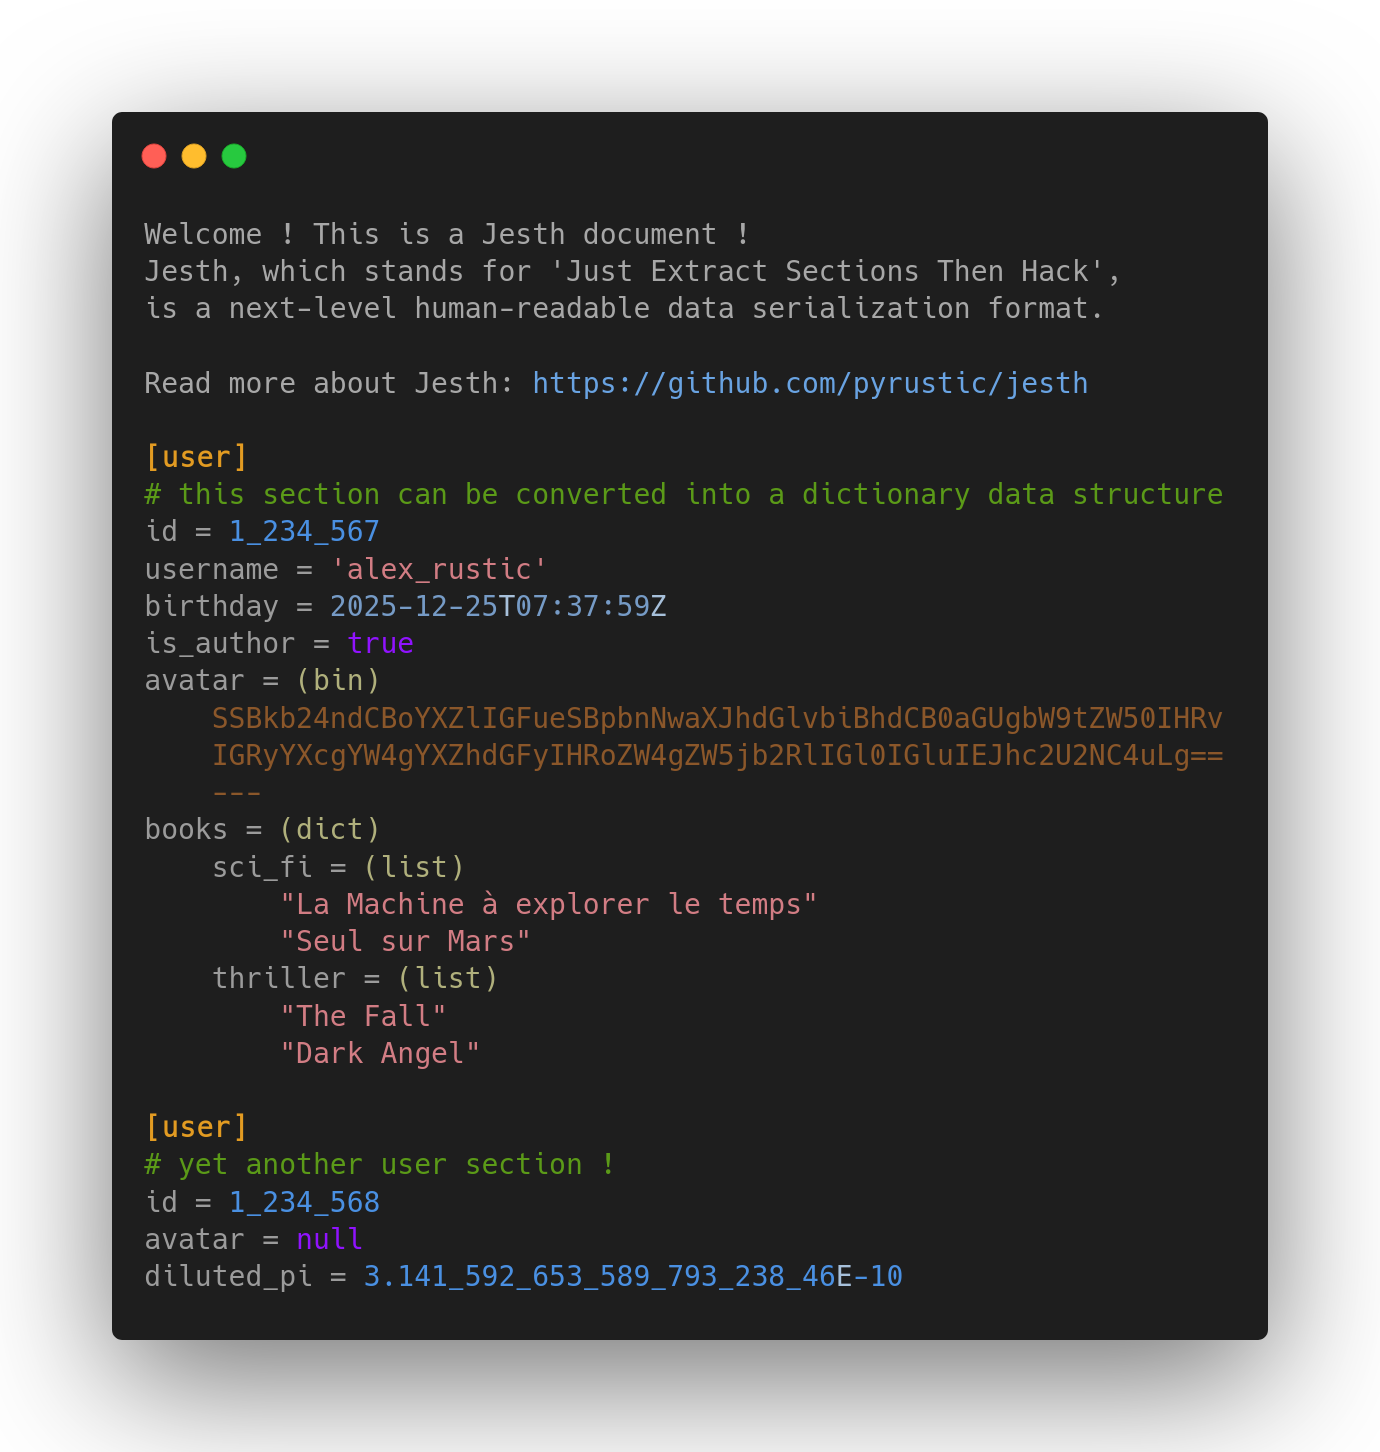 Welcome ! This is a Jesth document !
Jesth, which stands for 'Just Extract Sections Then Hack',
is a next-level human-readable data serialization format.

Read more about Jesth: https://github.com/pyrustic/jesth

[user]
# this section can be converted into a dictionary data structure
id = 1_234_567
username = 'alex_rustic'
birthday = 2025-12-25T07:37:59Z
is_author = true
avatar = (bin)
    SSBkb24ndCBoYXZlIGFueSBpbnNwaXJhdGlvbiBhdCB0aGUgbW9tZW50IHRv
    IGRyYXcgYW4gYXZhdGFyIHRoZW4gZW5jb2RlIGl0IGluIEJhc2U2NC4uLg==
    ---
books = (dict)
    sci_fi = (list)
        "La Machine à explorer le temps"
        "Seul sur Mars"
    thriller = (list)
        "The Fall"
        "Dark Angel"

[user]
# yet another user section !
id = 1_234_568
avatar = null
diluted_pi = 3.141_592_653_589_793_238_46E-10